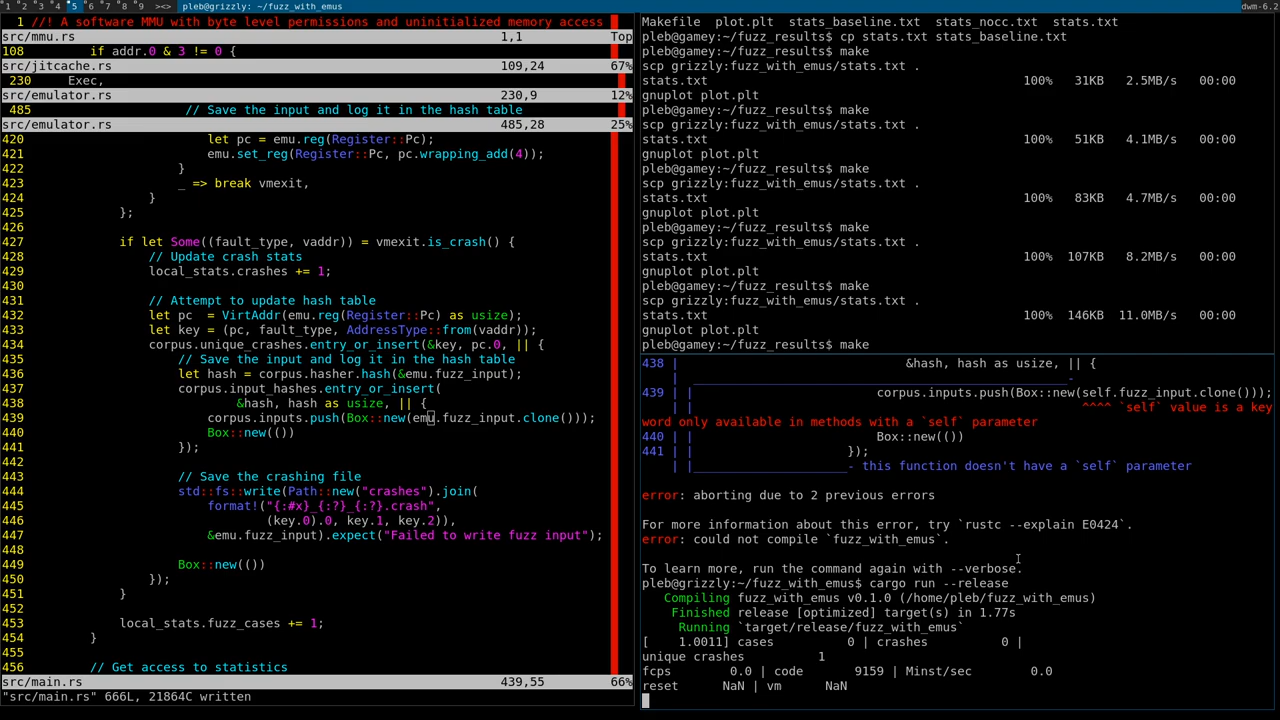 °1 °2 °3 °4 °5 °6 °7 °8 °9 ><> pleb@grizzly: ~/fuzz_with_emus dwm-6.2
1 //! A software MMU with byte level permissions and uninitialized memory access
src/mmu.rs 1,1 Top
108 if addr.0 & 3 != 0 {
src/jitcache.rs 109,24 67%
230 Exec,
src/emulator.rs 230,9 12%
485 // Save the input and log it in the hash table
src/emulator.rs 485,28 25%
420 let pc = emu.reg(Register::Pc);
421 emu.set_reg(Register::Pc, pc.wrapping_add(4));
422 }
423 _ => break vmexit,
424 }
425 };
426
427 if let Some((fault_type, vaddr)) = vmexit.is_crash() {
428 // Update crash stats
429 local_stats.crashes += 1;
430
431 // Attempt to update hash table
432 let pc  = VirtAddr(emu.reg(Register::Pc) as usize);
433 let key = (pc, fault_type, AddressType::from(vaddr));
434 corpus.unique_crashes.entry_or_insert(&key, pc.0, || {
435 // Save the input and log it in the hash table
436 let hash = corpus.hasher.hash(&emu.fuzz_input);
437 corpus.input_hashes.entry_or_insert(
438 &hash, hash as usize, || {
439 corpus.inputs.push(Box::new(emu.fuzz_input.clone()));
440 Box::new(())
441 });
442
443 // Save the crashing file
444 std::fs::write(Path::new("crashes").join(
445 format!("{:#x}_{:?}_{:?}.crash",
446 (key.0).0, key.1, key.2)),
447 &emu.fuzz_input).expect("Failed to write fuzz input");
448
449 Box::new(())
450 });
451 }
452
453 local_stats.fuzz_cases += 1;
454 }
455
456 // Get access to statistics
src/main.rs 439,55 66%
"src/main.rs" 666L, 21864C written
Makefile  plot.plt  stats_baseline.txt  stats_nocc.txt  stats.txt
pleb@gamey:~/fuzz_results$ cp stats.txt stats_baseline.txt
pleb@gamey:~/fuzz_results$ make
scp grizzly:fuzz_with_emus/stats.txt .
stats.txt 100% 31KB 2.5MB/s 00:00
gnuplot plot.plt
pleb@gamey:~/fuzz_results$ make
scp grizzly:fuzz_with_emus/stats.txt .
stats.txt 100% 51KB 4.1MB/s 00:00
gnuplot plot.plt
pleb@gamey:~/fuzz_results$ make
scp grizzly:fuzz_with_emus/stats.txt .
stats.txt 100% 83KB 4.7MB/s 00:00
gnuplot plot.plt
pleb@gamey:~/fuzz_results$ make
scp grizzly:fuzz_with_emus/stats.txt .
stats.txt 100% 107KB 8.2MB/s 00:00
gnuplot plot.plt
pleb@gamey:~/fuzz_results$ make
scp grizzly:fuzz_with_emus/stats.txt .
stats.txt 100% 146KB 11.0MB/s 00:00
gnuplot plot.plt
pleb@gamey:~/fuzz_results$ make
438 | &hash, hash as usize, || {
| ________________________-
439 | | corpus.inputs.push(Box::new(self.fuzz_input.clone()));
| | ^^^^ `self` value is a key
word only available in methods with a `self` parameter
440 | | Box::new(())
441 | | });
| |_____________________- this function doesn't have a `self` parameter
error: aborting due to 2 previous errors
For more information about this error, try `rustc --explain E0424`.
error: could not compile `fuzz_with_emus`.
To learn more, run the command again with --verbose.
pleb@grizzly:~/fuzz_with_emus$ cargo run --release
Compiling fuzz_with_emus v0.1.0 (/home/pleb/fuzz_with_emus)
Finished release [optimized] target(s) in 1.77s
Running `target/release/fuzz_with_emus`
[ 1.0011] cases 0 | crashes 0 |
unique crashes 1
fcps 0.0 | code 9159 | Minst/sec 0.0
reset NaN | vm NaN